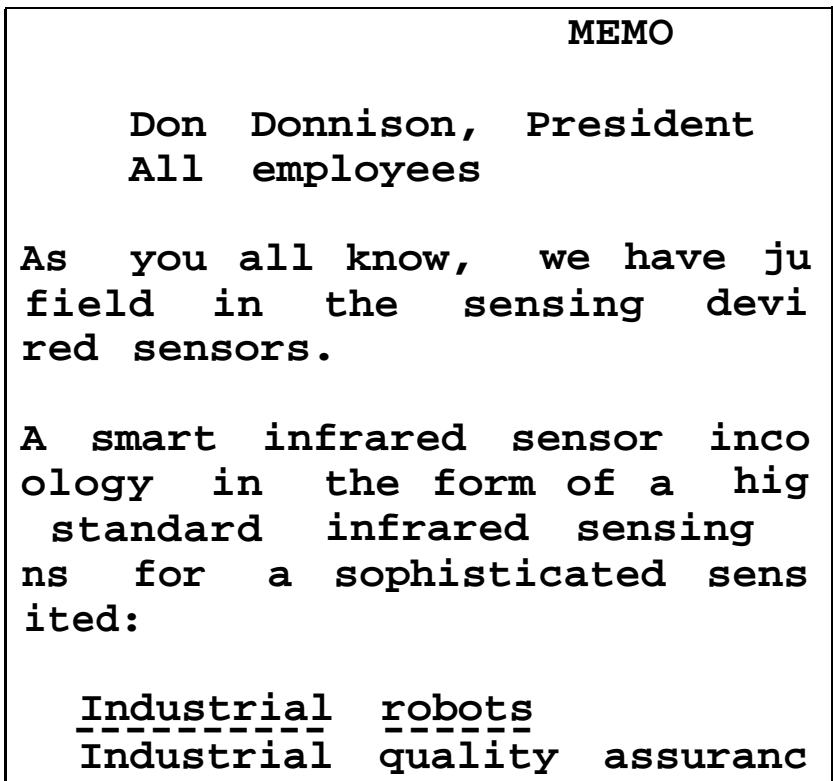 MEMO
Don Donnison, President
All employees
As you all know, we have ju
field in the sensing devi
red sensors.
A smart infrared sensor inco
ology in the form of a hig
standard infrared sensing
ns for a sophisticated sens
ited:
Industrial robots
Industrial quality assuranc